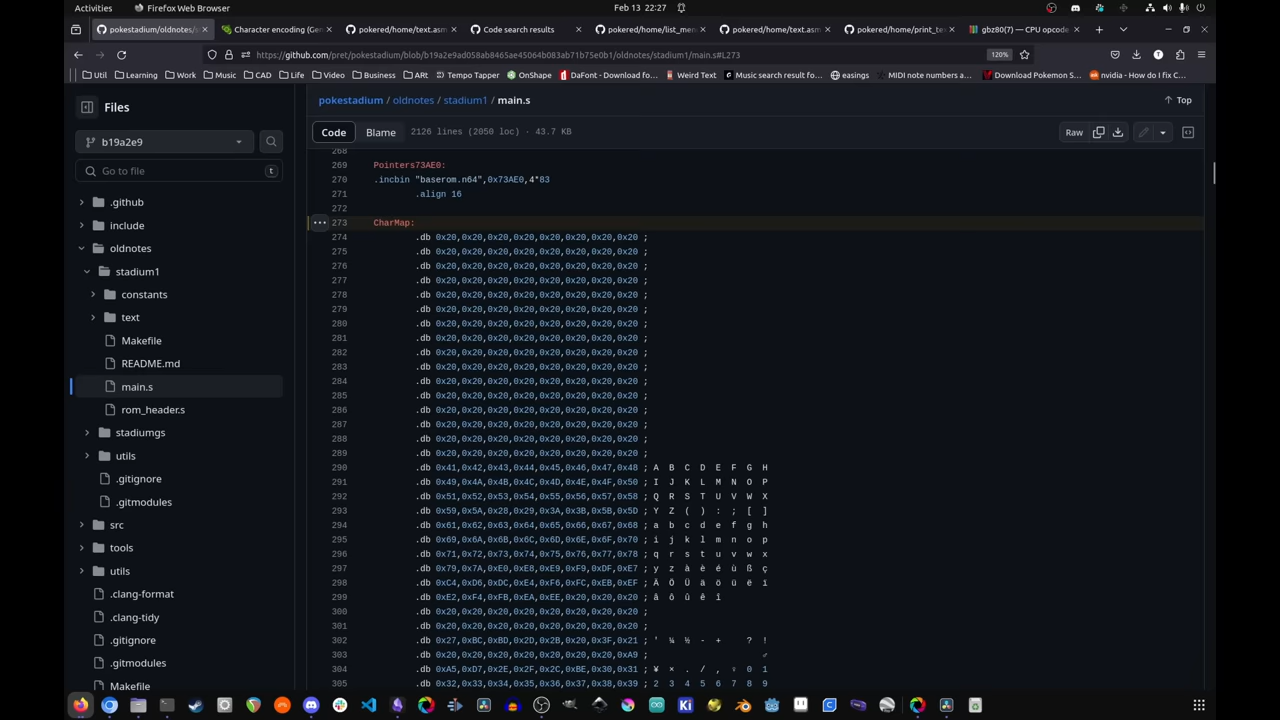 Activities Firefox Web Browser Feb 13 22:27
pokestadium/oldnotes/s Character encoding (Gen pokered/home/text.asm Code search results pokered/home/list_men pokered/home/text.asm pokered/home/print_tex gbz80(7) — CPU opcode
https://github.com/pret/pokestadium/blob/b19a2e9ad058ab8465ae45064b083ab71b75e0b1/oldnotes/stadium1/main.s#L273 120%
Util Learning Work Music CAD Life Video Business ARt Tempo Tapper OnShape DaFont - Download fo... Weird Text Music search result fo... easings MIDI note numbers a... Download Pokemon S... nvidia - How do I fix C...
Files
b19a2e9
Go to file t
.github
include
oldnotes
stadium1
constants
text
Makefile
README.md
main.s
rom_header.s
stadiumgs
utils
.gitignore
.gitmodules
src
tools
utils
.clang-format
.clang-tidy
.gitignore
.gitmodules
Makefile
pokestadium / oldnotes / stadium1 / main.s Top
Code Blame 2126 lines (2050 loc) · 43.7 KB Raw
268
269 Pointers73AE0:
270 .incbin "baserom.n64",0x73AE0,4*83
271 .align 16
272
273 CharMap:
274 .db 0x20,0x20,0x20,0x20,0x20,0x20,0x20,0x20 ;
275 .db 0x20,0x20,0x20,0x20,0x20,0x20,0x20,0x20 ;
276 .db 0x20,0x20,0x20,0x20,0x20,0x20,0x20,0x20 ;
277 .db 0x20,0x20,0x20,0x20,0x20,0x20,0x20,0x20 ;
278 .db 0x20,0x20,0x20,0x20,0x20,0x20,0x20,0x20 ;
279 .db 0x20,0x20,0x20,0x20,0x20,0x20,0x20,0x20 ;
280 .db 0x20,0x20,0x20,0x20,0x20,0x20,0x20,0x20 ;
281 .db 0x20,0x20,0x20,0x20,0x20,0x20,0x20,0x20 ;
282 .db 0x20,0x20,0x20,0x20,0x20,0x20,0x20,0x20 ;
283 .db 0x20,0x20,0x20,0x20,0x20,0x20,0x20,0x20 ;
284 .db 0x20,0x20,0x20,0x20,0x20,0x20,0x20,0x20 ;
285 .db 0x20,0x20,0x20,0x20,0x20,0x20,0x20,0x20 ;
286 .db 0x20,0x20,0x20,0x20,0x20,0x20,0x20,0x20 ;
287 .db 0x20,0x20,0x20,0x20,0x20,0x20,0x20,0x20 ;
288 .db 0x20,0x20,0x20,0x20,0x20,0x20,0x20,0x20 ;
289 .db 0x20,0x20,0x20,0x20,0x20,0x20,0x20,0x20 ;
290 .db 0x41,0x42,0x43,0x44,0x45,0x46,0x47,0x48 ; A B C D E F G H
291 .db 0x49,0x4A,0x4B,0x4C,0x4D,0x4E,0x4F,0x50 ; I J K L M N O P
292 .db 0x51,0x52,0x53,0x54,0x55,0x56,0x57,0x58 ; Q R S T U V W X
293 .db 0x59,0x5A,0x28,0x29,0x3A,0x3B,0x5B,0x5D ; Y Z ( ) : ; [ ]
294 .db 0x61,0x62,0x63,0x64,0x65,0x66,0x67,0x68 ; a b c d e f g h
295 .db 0x69,0x6A,0x6B,0x6C,0x6D,0x6E,0x6F,0x70 ; i j k l m n o p
296 .db 0x71,0x72,0x73,0x74,0x75,0x76,0x77,0x78 ; q r s t u v w x
297 .db 0x79,0x7A,0xE0,0xE8,0xE9,0xF9,0xDF,0xE7 ; y z à è é ù ß ç
298 .db 0xC4,0xD6,0xDC,0xE4,0xF6,0xFC,0xEB,0xEF ; Ä Ö Ü ä ö ü ë ï
299 .db 0xE2,0xF4,0xFB,0xEA,0xEE,0x20,0x20,0x20 ; â ô û ê î
300 .db 0x20,0x20,0x20,0x20,0x20,0x20,0x20,0x20 ;
301 .db 0x20,0x20,0x20,0x20,0x20,0x20,0x20,0x20 ;
302 .db 0x27,0xBC,0xBD,0x2D,0x2B,0x20,0x3F,0x21 ; ' ¼ ½ - + ? !
303 .db 0x20,0x20,0x20,0x20,0x20,0x20,0x20,0xA9 ; ♂
304 .db 0xA5,0xD7,0x2E,0x2F,0x2C,0xBE,0x30,0x31 ; ¥ × . / , ♀ 0 1
305 .db 0x32,0x33,0x34,0x35,0x36,0x37,0x38,0x39 ; 2 3 4 5 6 7 8 9